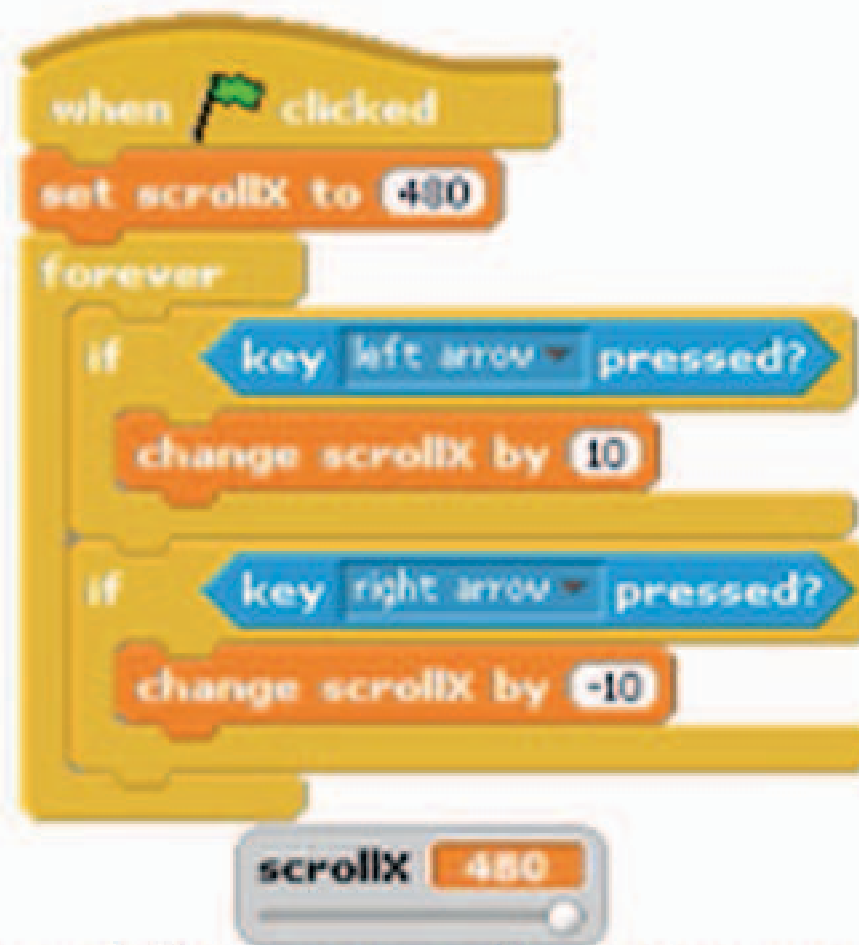 when clicked
set scrollX to 480
forever
if key left arrow pressed?
change scrollX by 10
if key right arrow pressed?
change scrollX by -10
scrollX 480